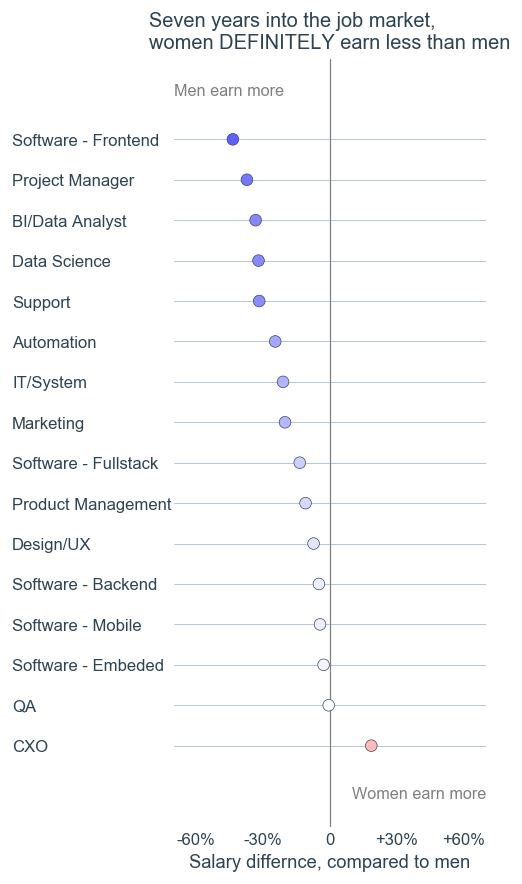 Seven years into the job market,
women DEFINITELY earn less than men
Men earn more
Software - Frontend
Project Manager
BI/Data Analyst
Data Science
Support
Automation
IT/System
Marketing
Software - Fullstack
Product Management
Design/UX
Software - Backend
Software - Mobile
Software - Embeded
QA
CXO
Women earn more
-60% -30% 0 +30% +60%
Salary differnce, compared to men